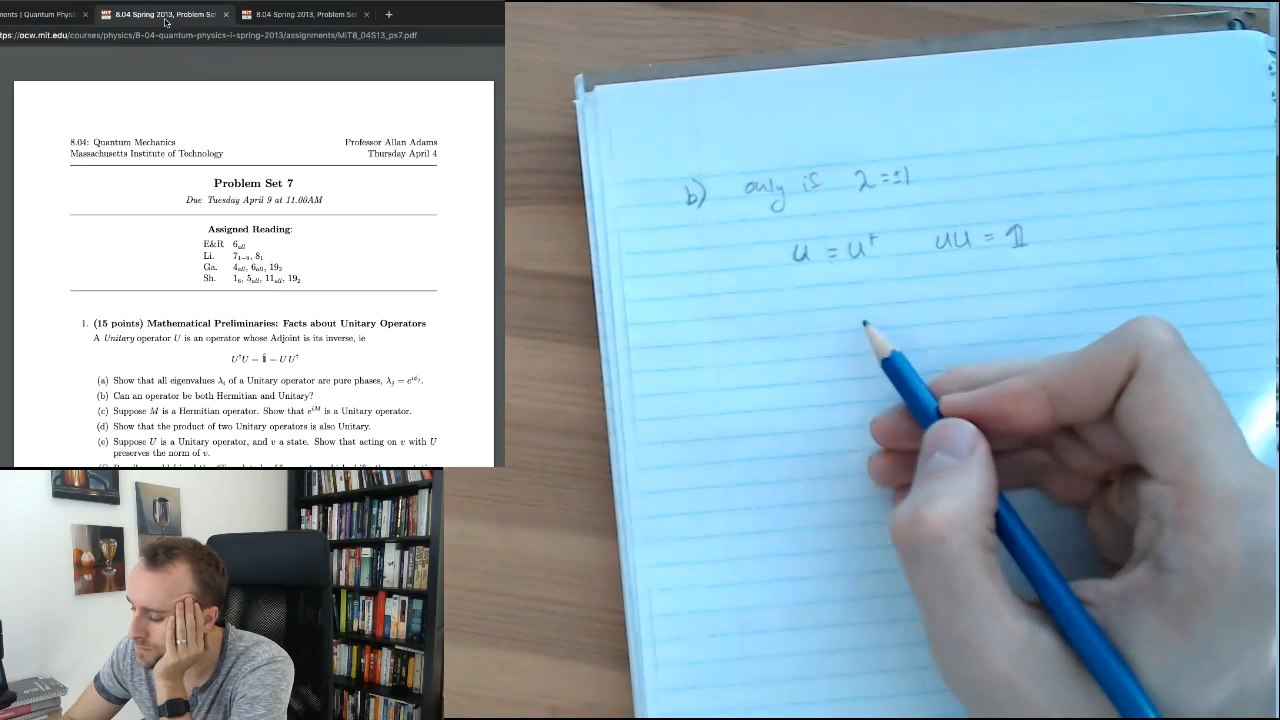 ments | Quantum Phys
8.04 Spring 2013, Problem Set
8.04 Spring 2013, Problem Set
tps://ocw.mit.edu/courses/physics/8-04-quantum-physics-i-spring-2013/assignments/MIT8_04S13_ps7.pdf
8.04: Quantum Mechanics Professor Allan Adams
Massachusetts Institute of Technology Thursday April 4
Problem Set 7
Due Tuesday April 9 at 11.00AM
Assigned Reading:
E&R 6all
Li. 71−9, 81
Ga. 4all, 6all, 192
Sh. 16, 5all, 11all, 192
1. (15 points) Mathematical Preliminaries: Facts about Unitary Operators
A Unitary operator U is an operator whose Adjoint is its inverse, ie
U†U = 𝟙̂ = UU†
(a) Show that all eigenvalues λi of a Unitary operator are pure phases, λj = e^{iϕj}.
(b) Can an operator be both Hermitian and Unitary?
(c) Suppose M is a Hermitian operator. Show that e^{iM} is a Unitary operator.
(d) Show that the product of two Unitary operators is also Unitary.
(e) Suppose U is a Unitary operator, and v a state. Show that acting on v with U
preserves the norm of v.
b) only is λ=±1
U = U† UU = 𝟙